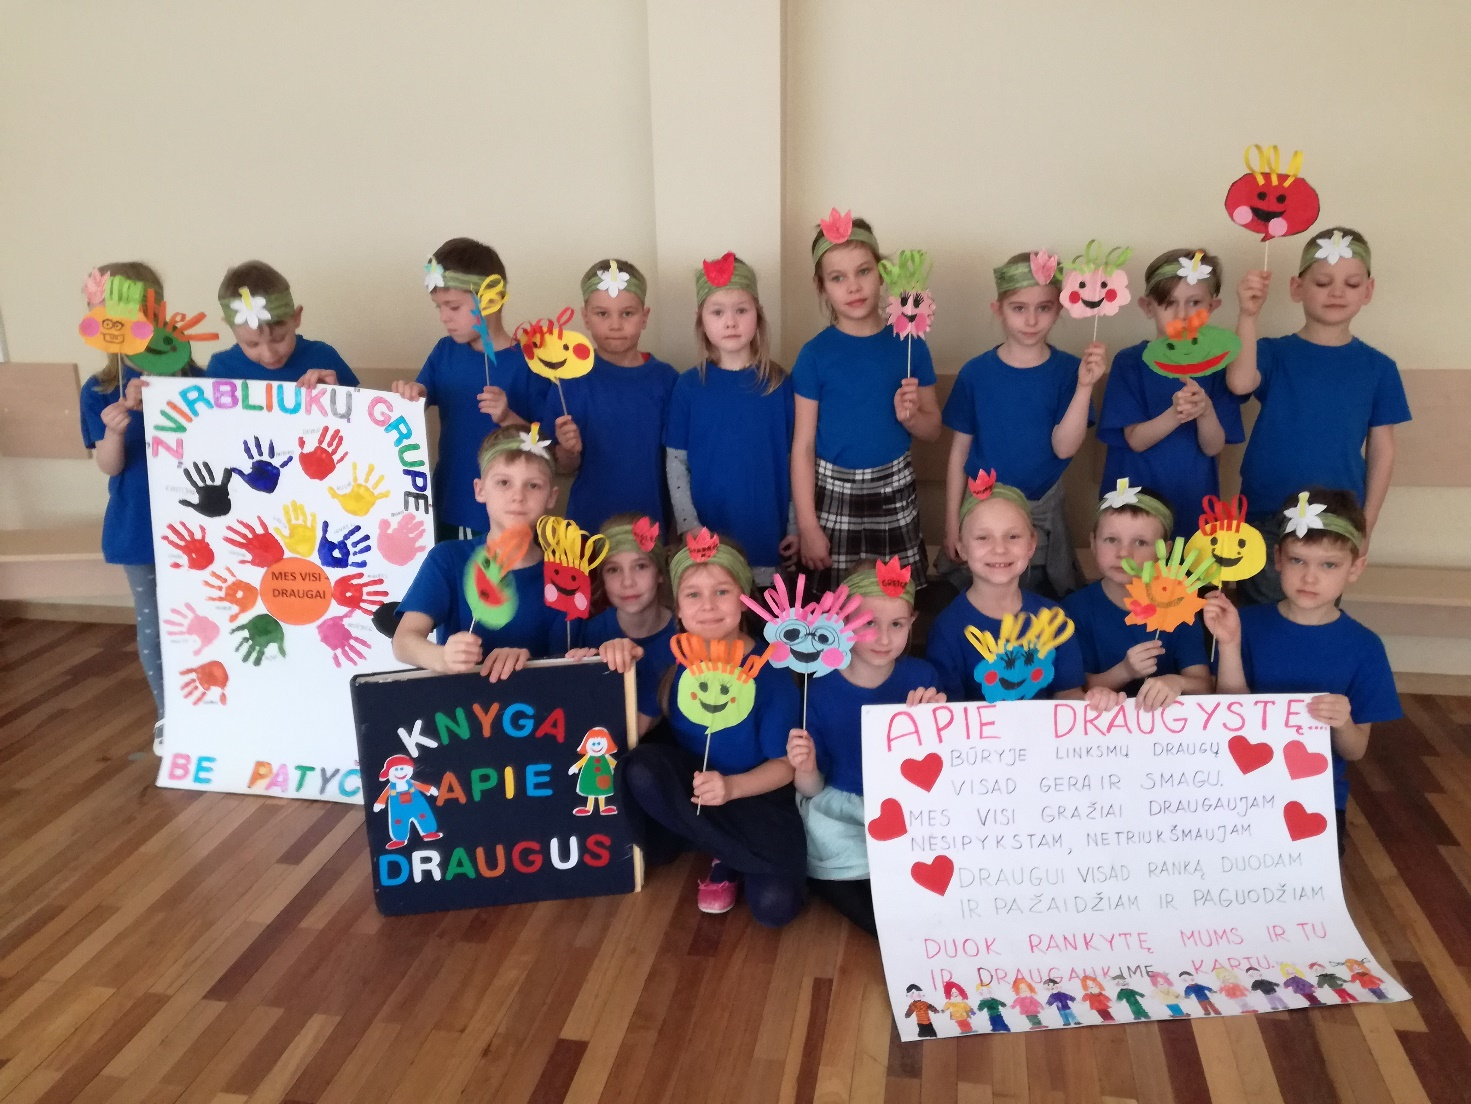 "ŽVIRBLIUKŲ" GRUPĖ
MES VISI -
DRAUGAI
BE
KNYGA
APIE
DRAUGUS
APIE DRAUGYSTĘ....
BŪRYJE LINKSMŲ DRAUGŲ
VISAD GERA IR SMAGU.
MES VISI GRAŽIAI DRAUGAUJAM
NESIPYKSTAM, NETRIUKŠMAUJAM
DRAUGUI VISAD RANKĄ DUODAM
IR PAŽAIDŽIAM IR PAGUODŽIAM
DUOK RANKYTĘ MUMS IR TU
IR DRAUGAUKIME KARTU.